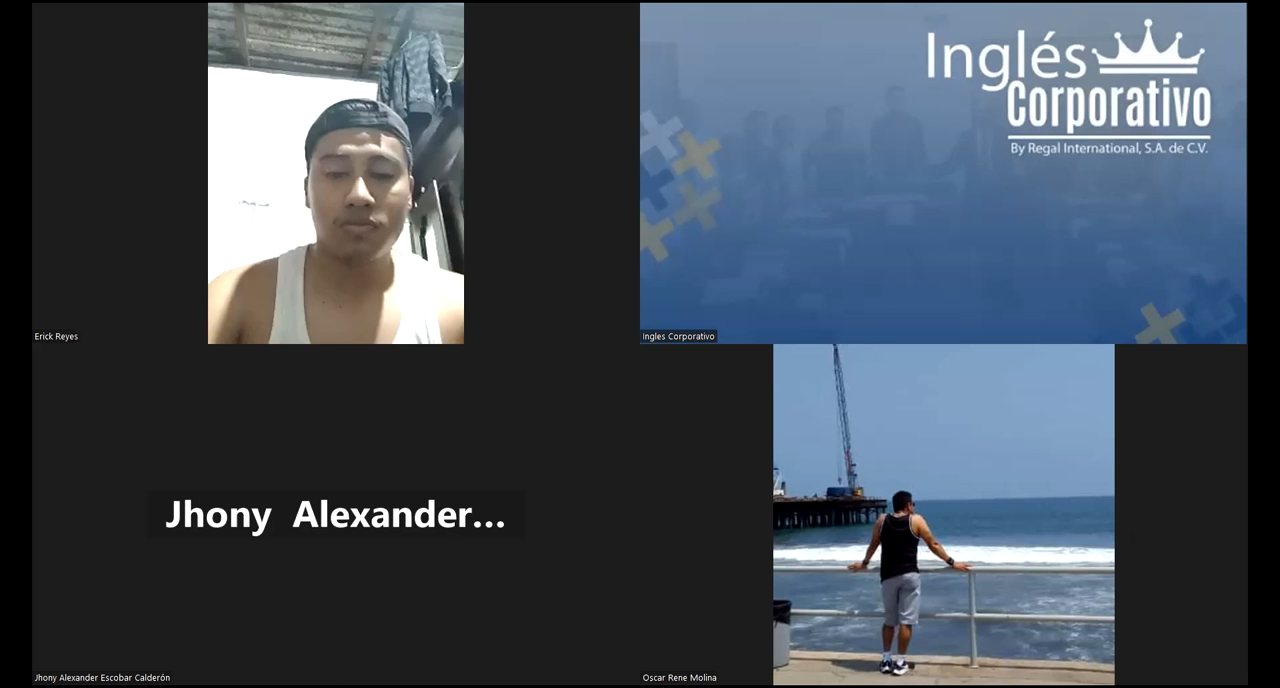 Inglés
Corporativo
By Regal International, S.A. de C.V.
Erick Reyes
Ingles Corporativo
Jhony Alexander...
Jhony Alexander Escobar Calderón
Oscar Rene Molina